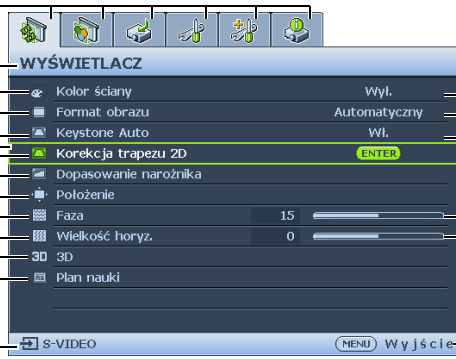 WYŚWIETLACZ
Kolor ściany Wył.
Format obrazu Automatyczny
Keystone Auto Wł.
Korekcja trapezu 2D ENTER
Dopasowanie narożnika
Położenie
Faza 15
Wielkość horyz. 0
3D 3D
Plan nauki
S-VIDEO MENU Wyjście